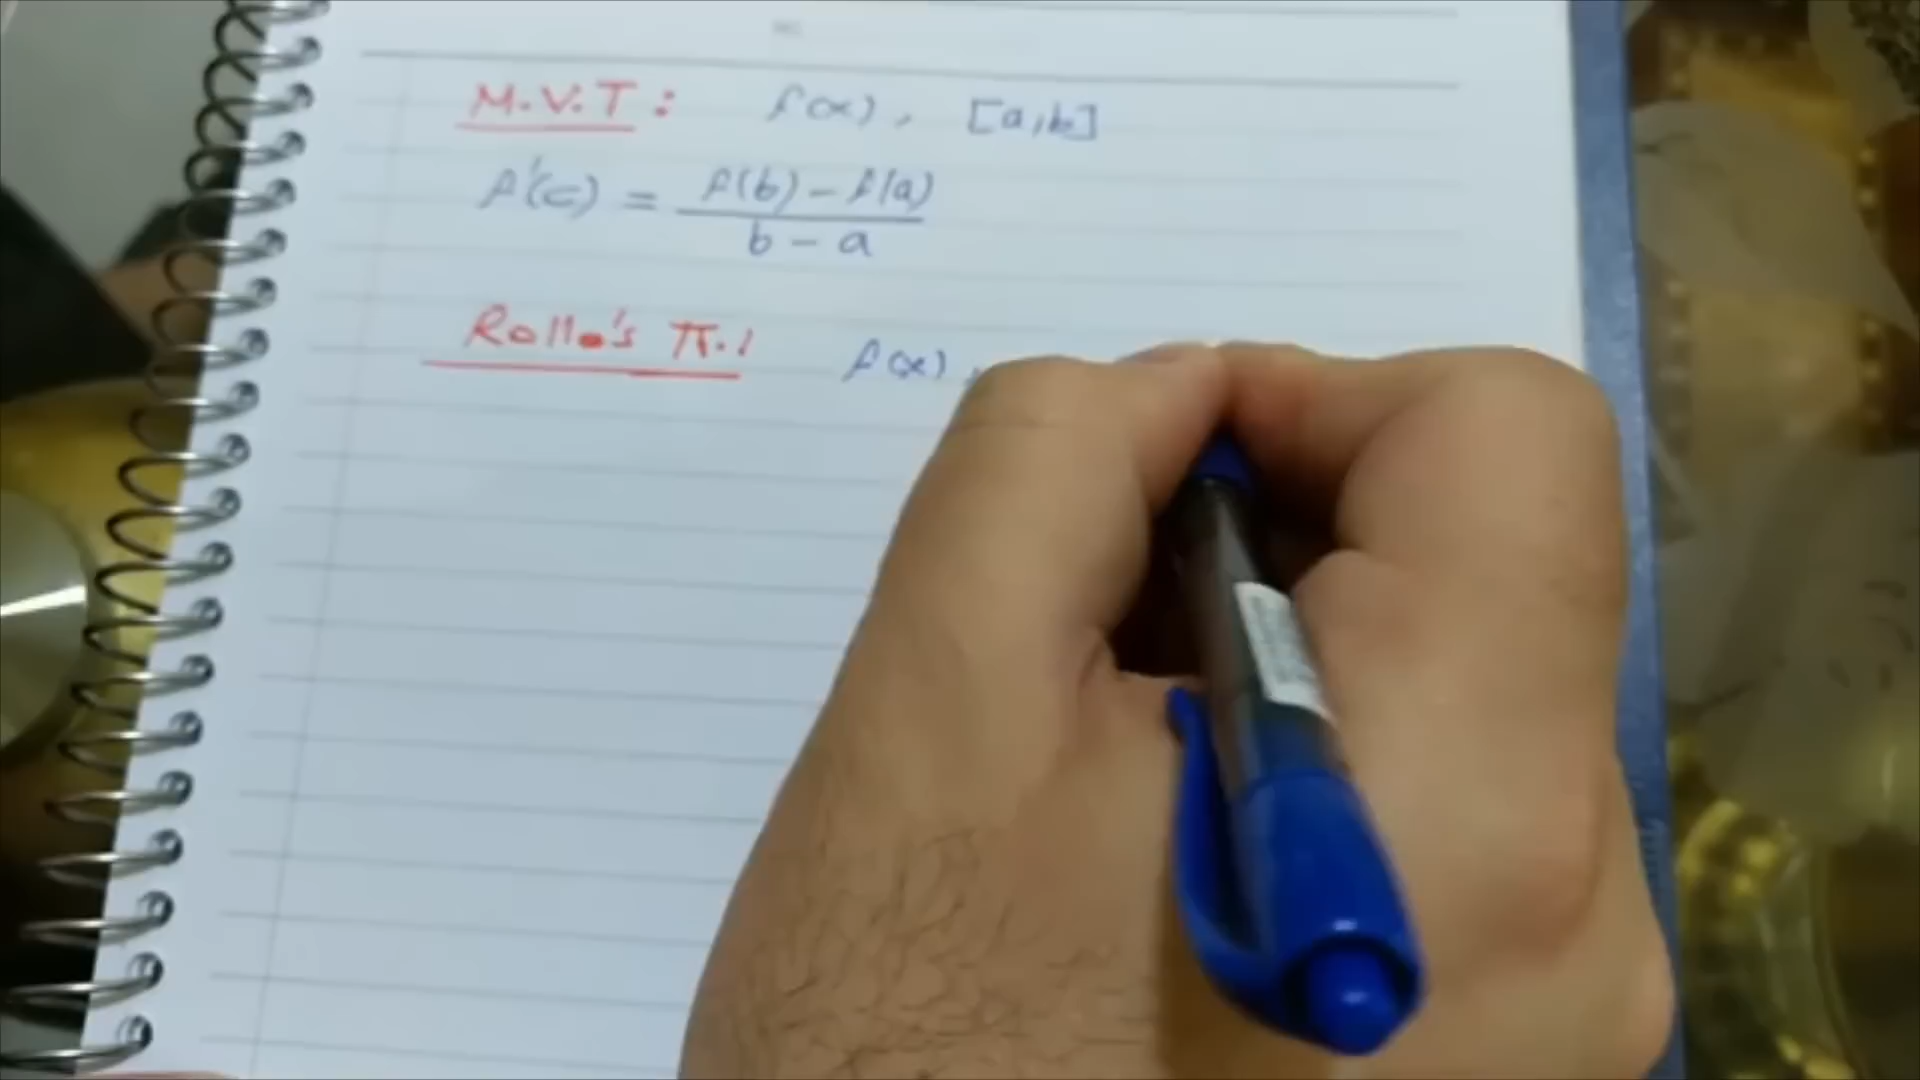 M.V.T: f(x), [a,b]
f'(c) = f(b) - f(a) / b - a
Rolle's Th.: f(x),